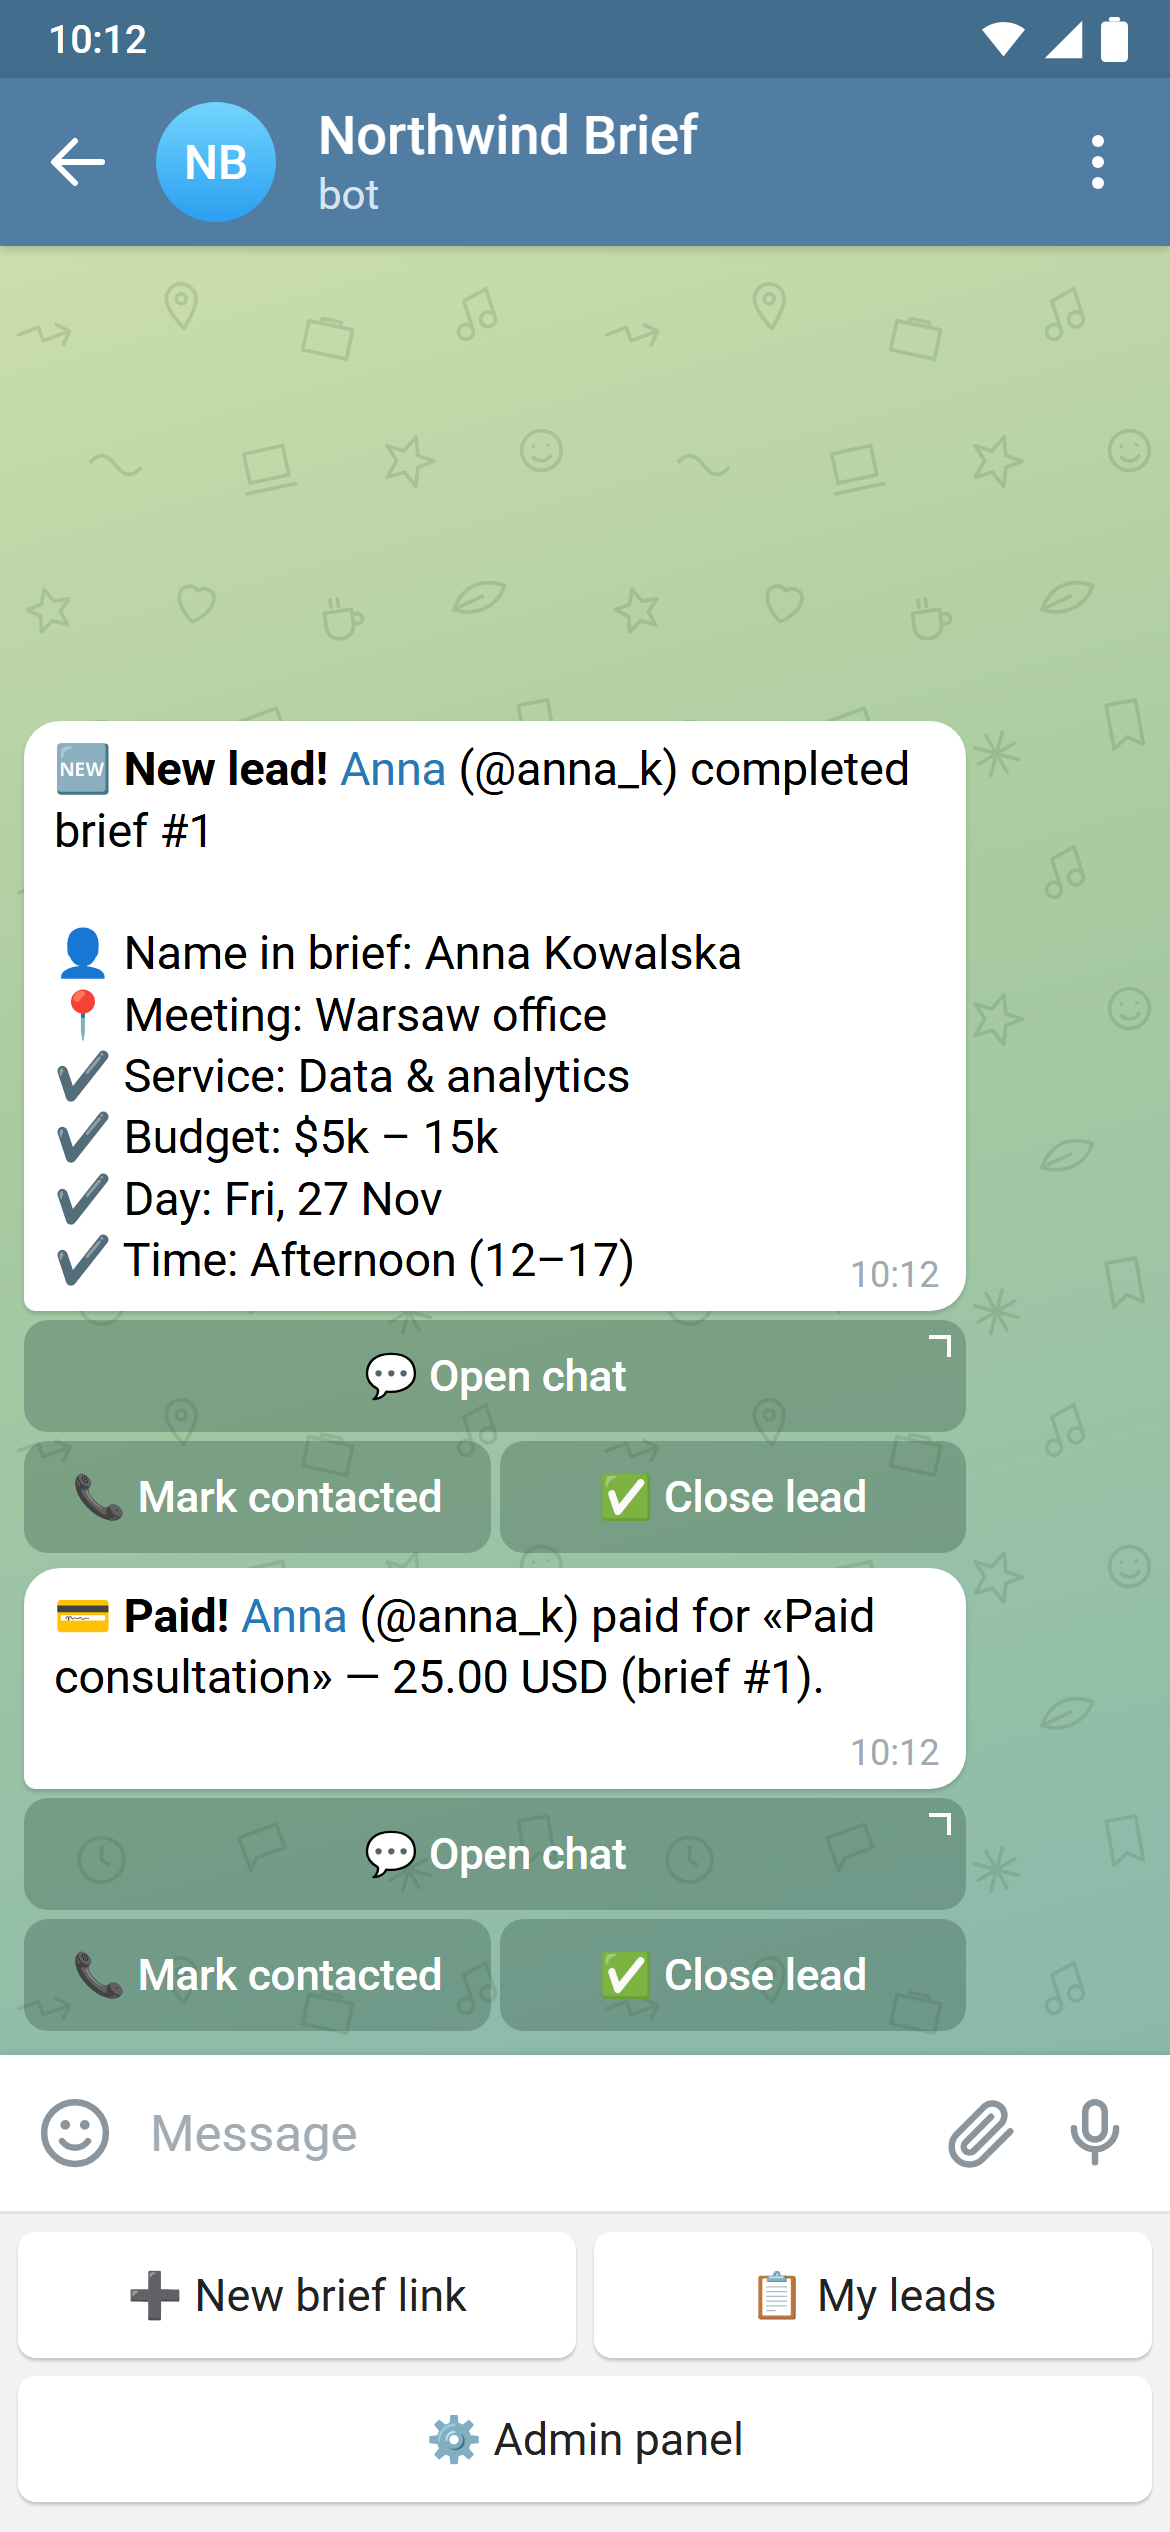 10:12
NB
Northwind Brief
bot
🆕 New lead! Anna (@anna_k) completed
brief #1
👤 Name in brief: Anna Kowalska
📍 Meeting: Warsaw office
✔️ Service: Data & analytics
✔️ Budget: $5k – 15k
✔️ Day: Fri, 27 Nov
✔️ Time: Afternoon (12–17)
10:12
💬 Open chat
📞 Mark contacted
✅ Close lead
💳 Paid! Anna (@anna_k) paid for «Paid
consultation» — 25.00 USD (brief #1).
10:12
💬 Open chat
📞 Mark contacted
✅ Close lead
Message
➕ New brief link
📋 My leads
⚙️ Admin panel